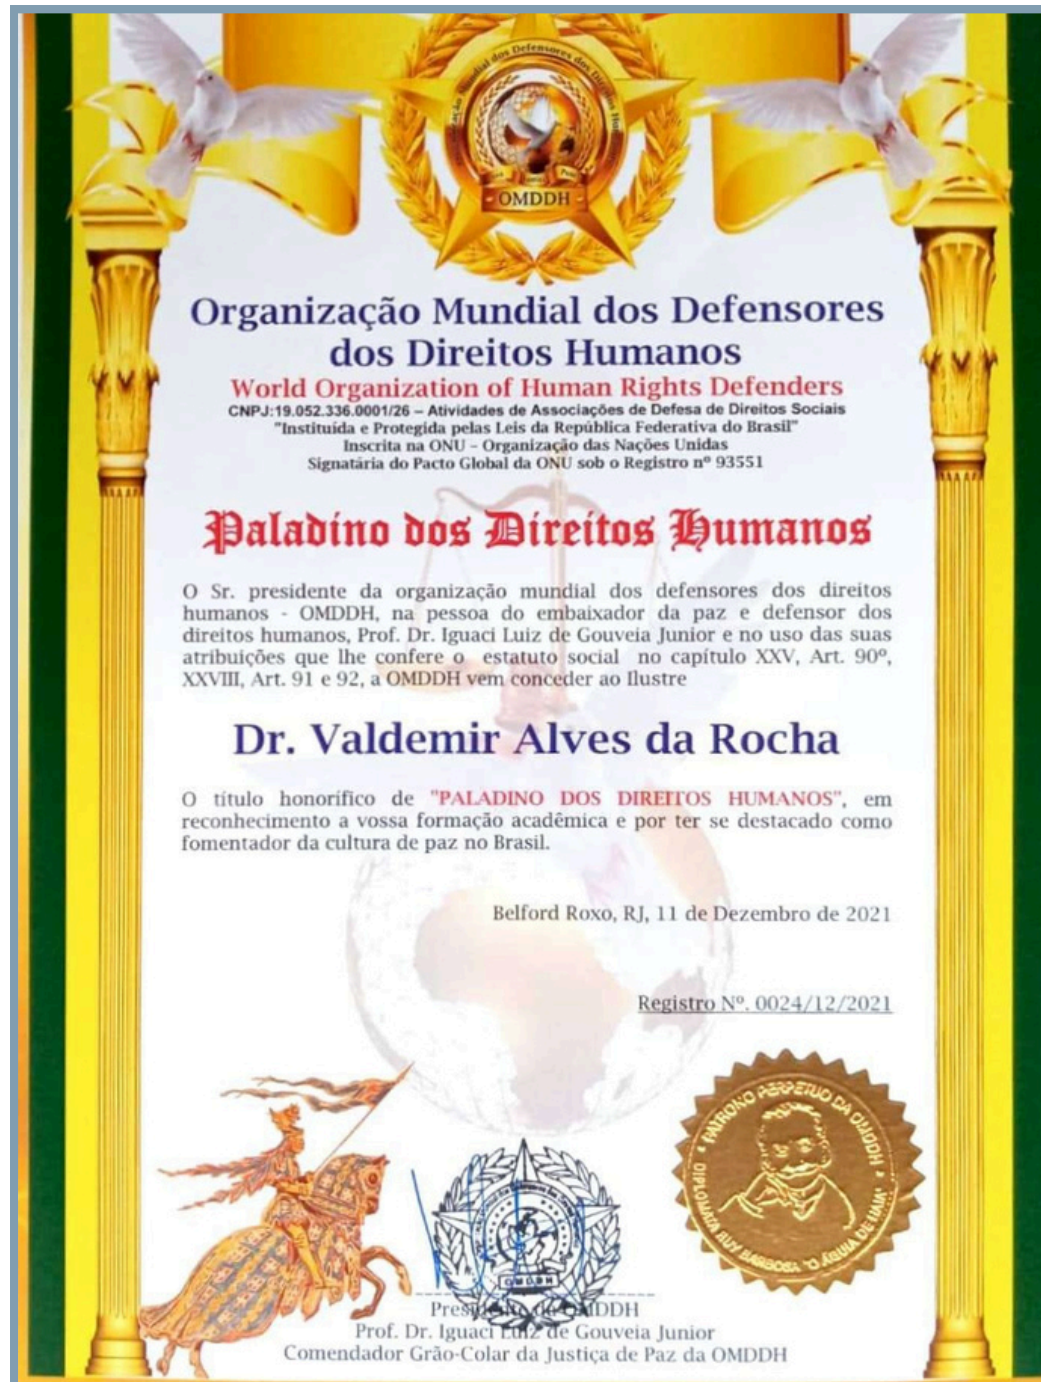 OMDDH
Organização Mundial dos Defensores
dos Direitos Humanos
World Organization of Human Rights Defenders
CNPJ:19.052.336.0001/26 – Atividades de Associações de Defesa de Direitos Sociais
"Instituída e Protegida pelas Leis da República Federativa do Brasil"
Inscrita na ONU – Organização das Nações Unidas
Signatária do Pacto Global da ONU sob o Registro nº 93551
Paladino dos Direitos Humanos
O Sr. presidente da organização mundial dos defensores dos direitos
humanos - OMDDH, na pessoa do embaixador da paz e defensor dos
direitos humanos, Prof. Dr. Iguaci Luiz de Gouveia Junior e no uso das suas
atribuições que lhe confere o estatuto social no capítulo XXV, Art. 90º,
XXVIII, Art. 91 e 92, a OMDDH vem conceder ao Ilustre
Dr. Valdemir Alves da Rocha
O título honorífico de "PALADINO DOS DIREITOS HUMANOS", em
reconhecimento a vossa formação acadêmica e por ter se destacado como
fomentador da cultura de paz no Brasil.
Belford Roxo, RJ, 11 de Dezembro de 2021
Registro Nº. 0024/12/2021
PATRONO PERPETUO DA OMDDH
DIPLOMATA RUY BARBOSA "O ÁGUIA DE HAIA"
OMDDH
Presidente da OMDDH
Prof. Dr. Iguaci Luiz de Gouveia Junior
Comendador Grão-Colar da Justiça de Paz da OMDDH